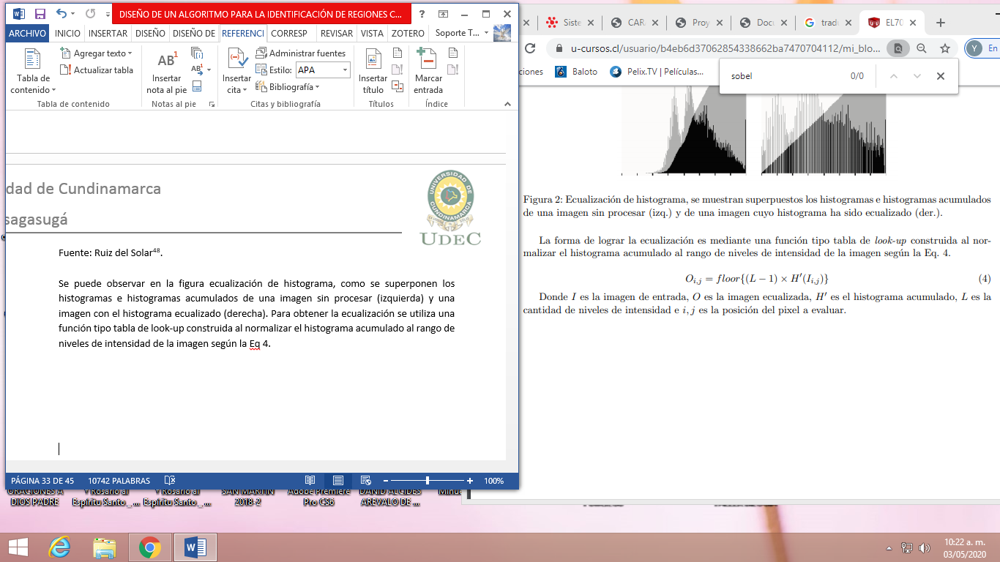 DISEÑO DE UN ALGORITMO PARA LA IDENTIFICACIÓN DE REGIONES C...
ARCHIVO INICIO INSERTAR DISEÑO DISEÑO DE REFERENCI CORRESP REVISAR VISTA ZOTERO Soporte T...
Tabla de contenido
Agregar texto
Actualizar tabla
Tabla de contenido
AB1
Insertar nota al pie
AB1
Notas al pie
Insertar cita
Administrar fuentes
Estilo: APA
Bibliografía
Citas y bibliografía
Insertar título
Títulos
Marcar entrada
Índice
dad de Cundinamarca
sagasugá
UNIVERSIDAD DE CUNDINAMARCA
UDEC
Fuente: Ruiz del Solar48.
Se puede observar en la figura ecualización de histograma, como se superponen los
histogramas e histogramas acumulados de una imagen sin procesar (izquierda) y una
imagen con el histograma ecualizado (derecha). Para obtener la ecualización se utiliza una
función tipo tabla de look-up construida al normalizar el histograma acumulado al rango de
niveles de intensidad de la imagen según la Eq 4.
PÁGINA 33 DE 45 10742 PALABRAS 100%
Siste CAR Proy Docu tradu EL70
u-cursos.cl/usuario/b4eb6d37062854338662ba7470704112/mi_blo... Y En
ciones Baloto Pelix.TV | Películas...
sobel 0/0
Figura 2: Ecualización de histograma, se muestran superpuestos los histogramas e histogramas acumulados
de una imagen sin procesar (izq.) y de una imagen cuyo histograma ha sido ecualizado (der.).
La forma de lograr la ecualización es mediante una función tipo tabla de look-up construida al nor-
malizar el histograma acumulado al rango de niveles de intensidad de la imagen según la Eq. 4.
Oi,j = floor{(L − 1) × H′(Ii,j)} (4)
Donde I es la imagen de entrada, O es la imagen ecualizada, H′ es el histograma acumulado, L es la
cantidad de niveles de intensidad e i, j es la posición del pixel a evaluar.
ORACIONES A DIOS PADRE
Rosario al Espíritu Santo_...
Rosario al Espíritu Santo_...
SAN MARTIN 2018-2
Adobe Premiere Pro CS6
DANID ALCIDES AREVALO DE ...
10:22 a. m.
03/05/2020